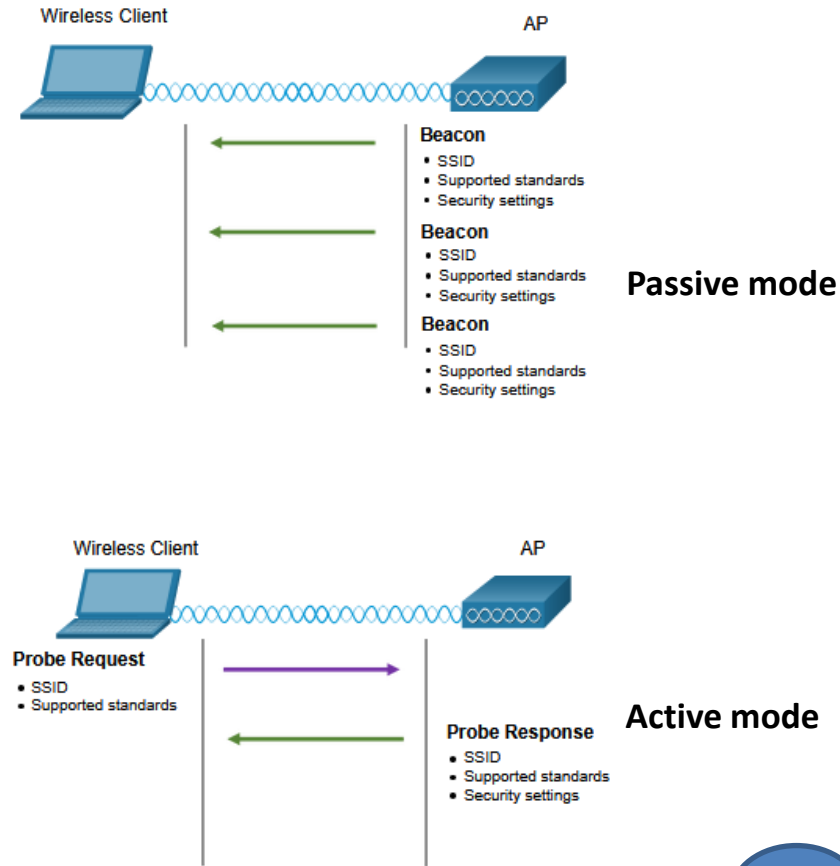 Wireless Client
AP
Beacon
• SSID
• Supported standards
• Security settings
Beacon
• SSID
• Supported standards
• Security settings
Passive mode
Beacon
• SSID
• Supported standards
• Security settings
Wireless Client
AP
Probe Request
• SSID
• Supported standards
Active mode
Probe Response
• SSID
• Supported standards
• Security settings